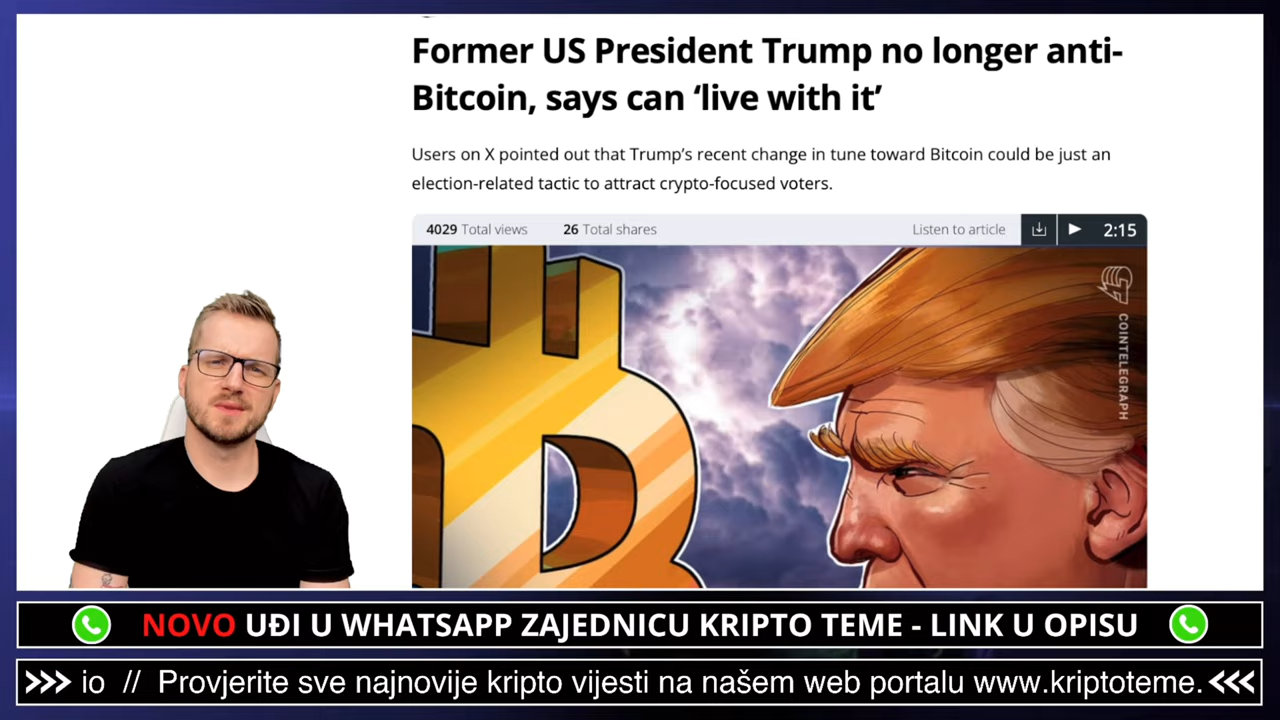 Former US President Trump no longer anti-
Bitcoin, says can ‘live with it’
Users on X pointed out that Trump’s recent change in tune toward Bitcoin could be just an
election-related tactic to attract crypto-focused voters.
4029 Total views 26 Total shares Listen to article 2:15
COINTELEGRAPH
NOVO UĐI U WHATSAPP ZAJEDNICU KRIPTO TEME - LINK U OPISU
>>> io // Provjerite sve najnovije kripto vijesti na našem web portalu www.kriptoteme. <<<